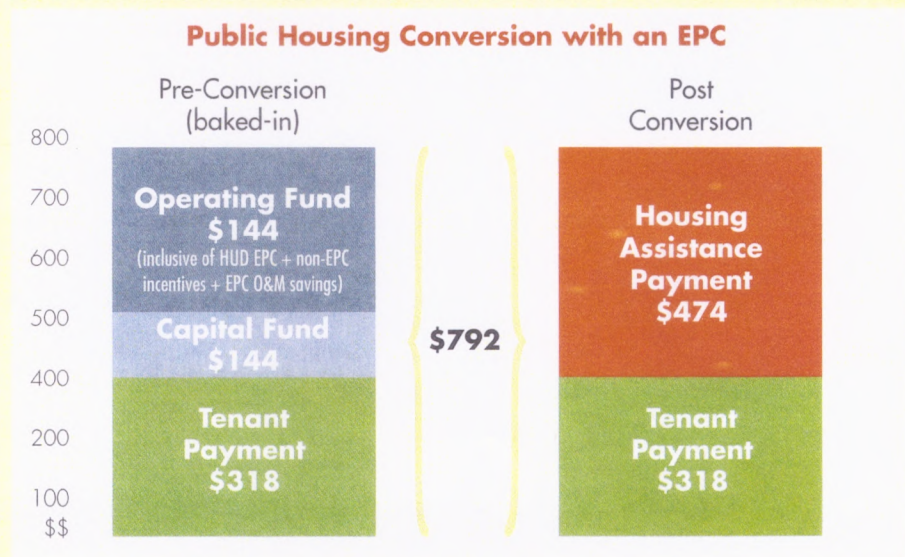 Public Housing Conversion with an EPC
Pre-Conversion
(baked-in)
Post
Conversion
800
700
600
500
400
200
100
$$
Operating Fund
$144
(inclusive of HUD EPC + non-EPC
incentives + EPC O&M savings)
Capital Fund
$144
Tenant
Payment
$318
$792
Housing
Assistance
Payment
$474
Tenant
Payment
$318